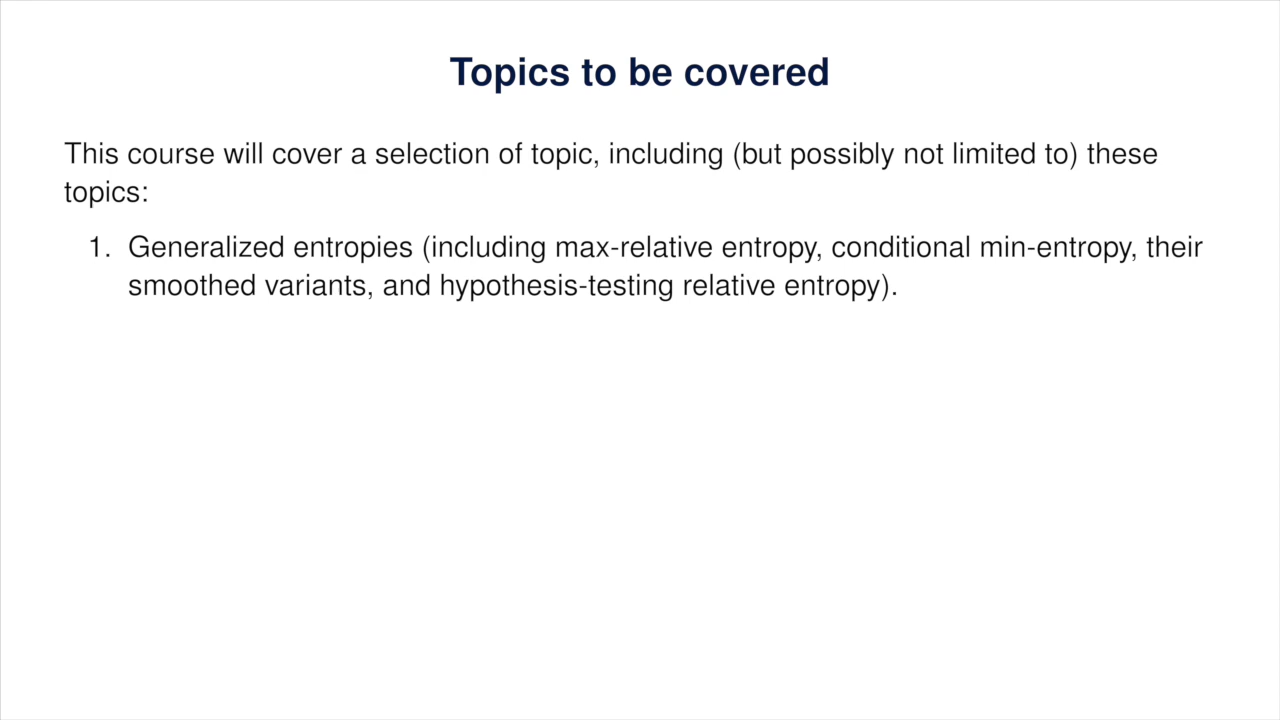 Topics to be covered
This course will cover a selection of topic, including (but possibly not limited to) these
topics:
1. Generalized entropies (including max-relative entropy, conditional min-entropy, their
smoothed variants, and hypothesis-testing relative entropy).